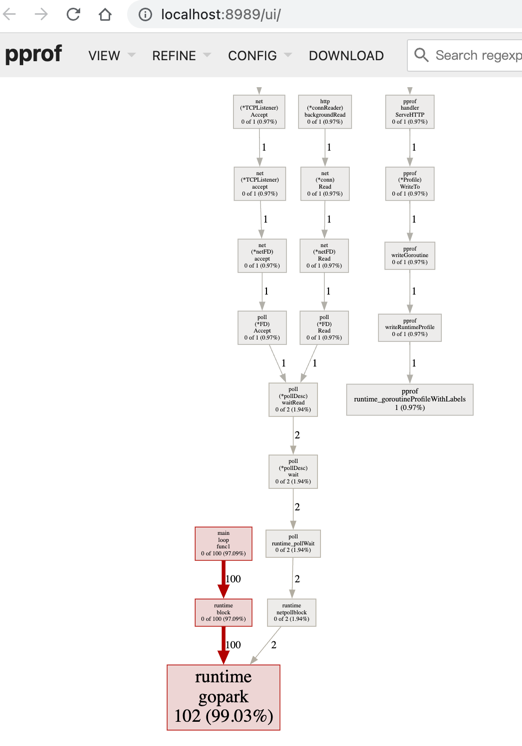 localhost:8989/ui/
pprof
VIEW
REFINE
CONFIG
DOWNLOAD
Search regexp
net
(*TCPListener)
Accept
0 of 1 (0.97%)
http
(*connReader)
backgroundRead
0 of 1 (0.97%)
pprof
handler
ServeHTTP
0 of 1 (0.97%)
1
1
1
net
(*TCPListener)
accept
0 of 1 (0.97%)
net
(*conn)
Read
0 of 1 (0.97%)
pprof
(*Profile)
WriteTo
0 of 1 (0.97%)
1
1
1
net
(*netFD)
accept
0 of 1 (0.97%)
net
(*netFD)
Read
0 of 1 (0.97%)
pprof
writeGoroutine
0 of 1 (0.97%)
1
1
1
poll
(*FD)
Accept
0 of 1 (0.97%)
poll
(*FD)
Read
0 of 1 (0.97%)
pprof
writeRuntimeProfile
0 of 1 (0.97%)
1
1
1
poll
(*pollDesc)
waitRead
0 of 2 (1.94%)
pprof
runtime_goroutineProfileWithLabels
1 (0.97%)
2
poll
(*pollDesc)
wait
0 of 2 (1.94%)
2
main
loop
func1
0 of 100 (97.09%)
poll
runtime_pollWait
0 of 2 (1.94%)
100
2
runtime
block
0 of 100 (97.09%)
runtime
netpollblock
0 of 2 (1.94%)
100
2
runtime
gopark
102 (99.03%)